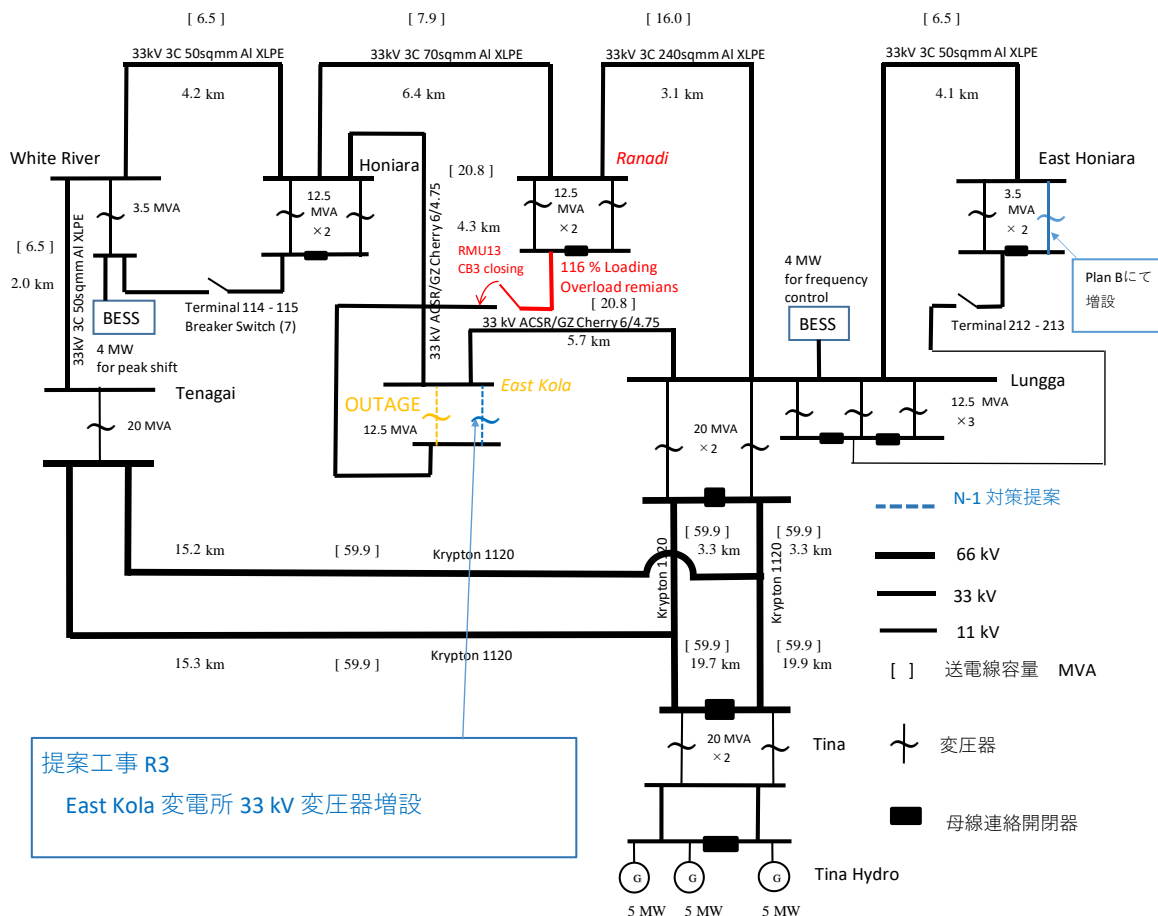 [ 6.5 ]
[ 7.9 ]
[ 16.0 ]
[ 6.5 ]
33kV 3C 50sqmm Al XLPE
33kV 3C 70sqmm Al XLPE
33kV 3C 240sqmm Al XLPE
33kV 3C 50sqmm Al XLPE
4.2 km
6.4 km
3.1 km
4.1 km
White River
Honiara
Ranadi
East Honiara
[ 20.8 ]
3.5 MVA
12.5
MVA
×2
12.5
MVA
×2
3.5
MVA
×2
[ 6.5 ]
2.0 km
33kV 3C 50sqmm Al XLPE
4.3 km
33 kV ACSR/GZ Cherry 6/4.75
RMU13
CB3 closing
116 % Loading
Overload remians
[ 20.8 ]
33 kV ACSR/GZ Cherry 6/4.75
5.7 km
4 MW
for frequency
control
BESS
Plan Bにて
増設
BESS
Terminal 114 - 115
Breaker Switch (7)
Terminal 212 - 213
4 MW
for peak shift
Tenagai
East Kola
Lungga
OUTAGE
12.5 MVA
20 MVA
20 MVA
×2
12.5 MVA
×3
N-1 対策提案
66 kV
33 kV
11 kV
[ ] 送電線容量 MVA
変圧器
母線連絡開閉器
15.2 km
[ 59.9 ]
Krypton 1120
[ 59.9 ]
3.3 km
[ 59.9 ]
3.3 km
Krypton 1120
Krypton 1120
15.3 km
[ 59.9 ]
Krypton 1120
[ 59.9 ]
19.7 km
[ 59.9 ]
19.9 km
提案工事 R3
East Kola 変電所 33 kV 変圧器増設
20 MVA
×2
Tina
G
G
G
Tina Hydro
5 MW
5 MW
5 MW